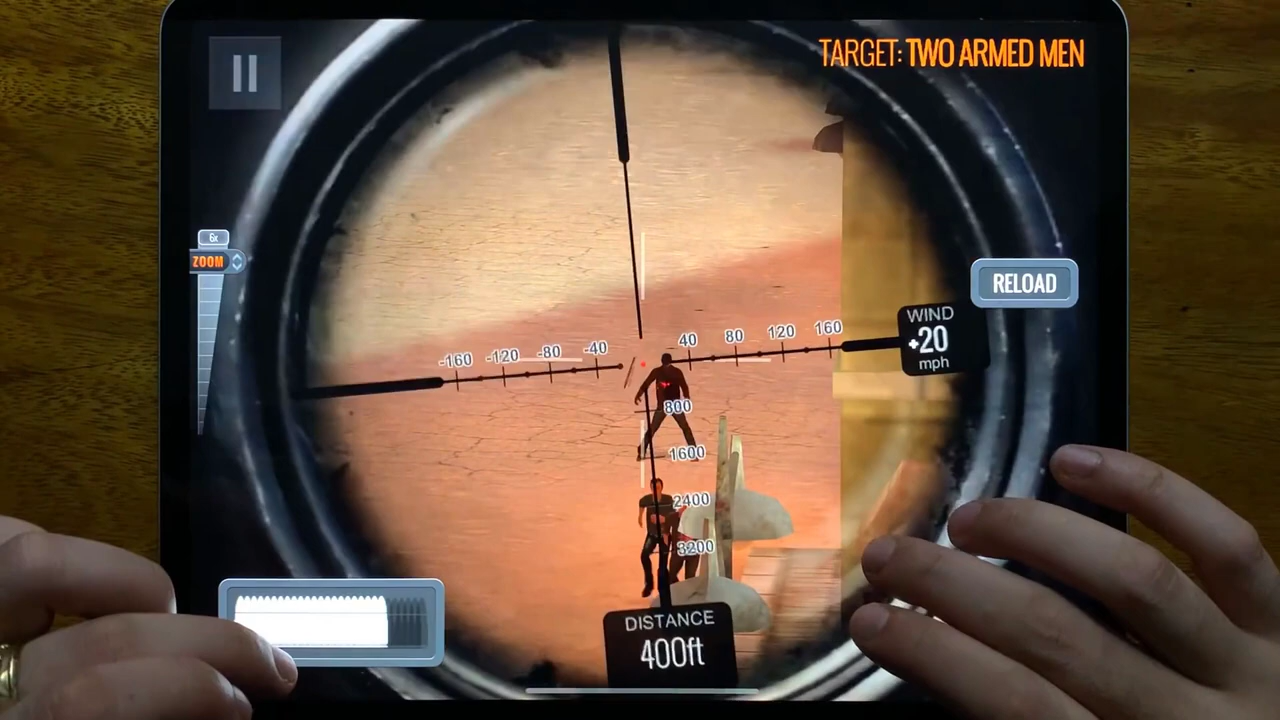 TARGET: TWO ARMED MEN
6x
ZOOM
RELOAD
WIND
+20
mph
-160 -120 -80 -40 40 80 120 160
800
1600
2400
3200
DISTANCE
400ft